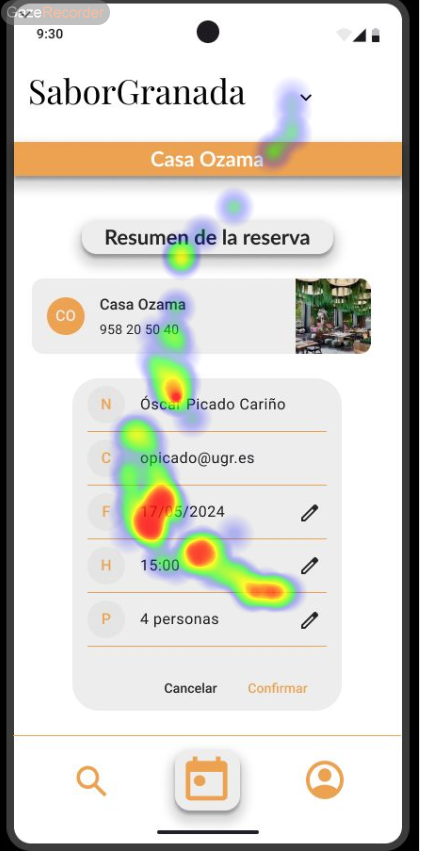 GazeRecorder
9:30
SaborGranada
Casa Ozama
Resumen de la reserva
CO
Casa Ozama
958 20 50 40
N Óscar Picado Cariño
C opicado@ugr.es
F 17/05/2024
H 15:00
P 4 personas
Cancelar Confirmar